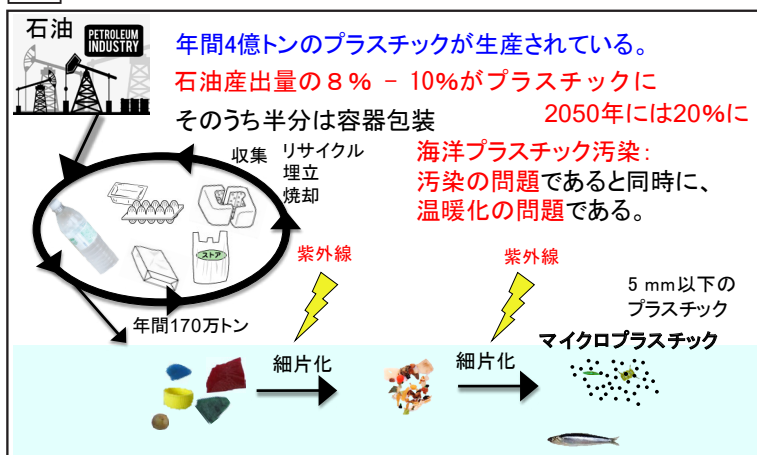 石油
PETROLEUM
INDUSTRY
年間4億トンのプラスチックが生産されている。
石油産出量の８% － 10%がプラスチックに
2050年には20%に
そのうち半分は容器包装
収集
リサイクル
埋立
焼却
海洋プラスチック汚染：
汚染の問題であると同時に、
温暖化の問題である。
ストア
紫外線
紫外線
5 mm以下の
プラスチック
年間170万トン
マイクロプラスチック
細片化
細片化